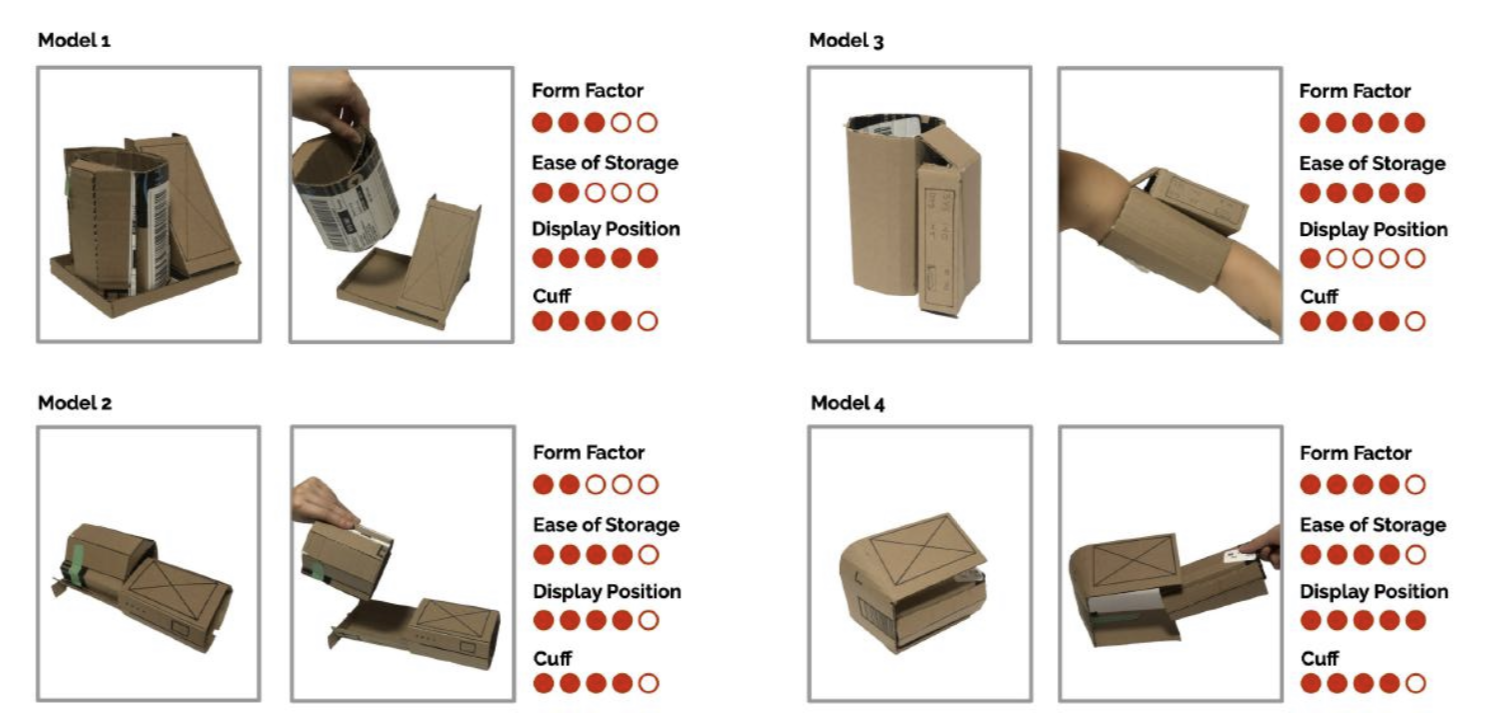 Model 1
Form Factor
Ease of Storage
Display Position
Cuff
Model 3
Form Factor
Ease of Storage
Display Position
Cuff
Model 2
Form Factor
Ease of Storage
Display Position
Cuff
Model 4
Form Factor
Ease of Storage
Display Position
Cuff